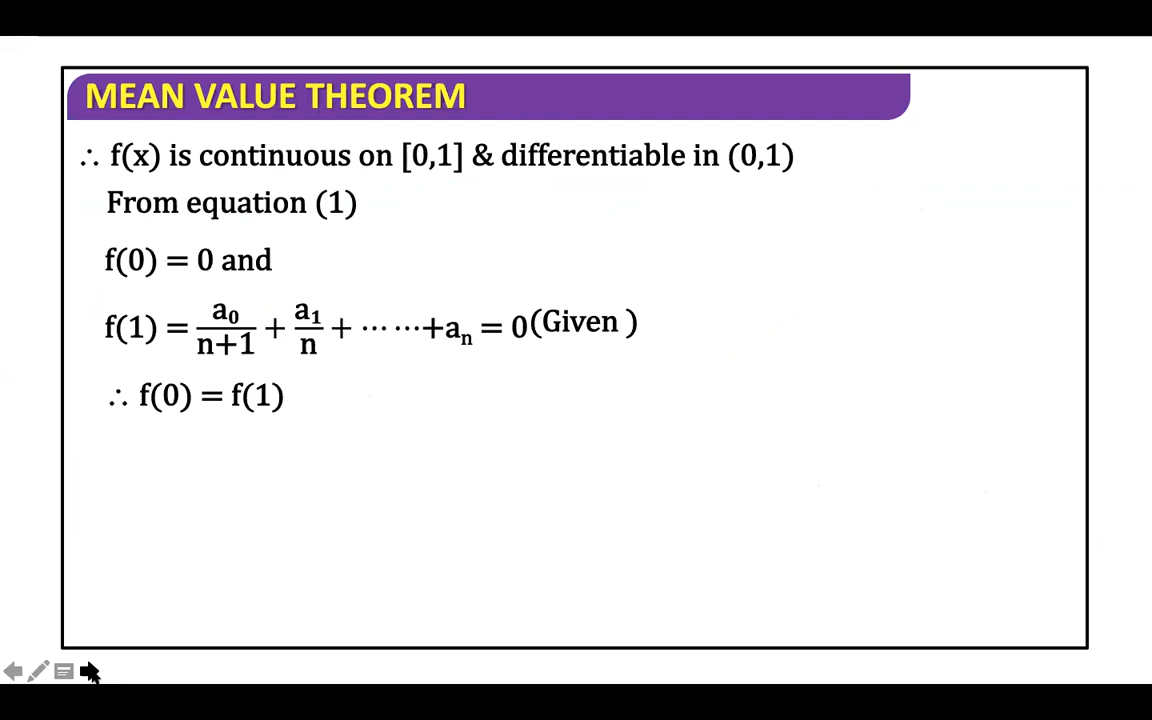 MEAN VALUE THEOREM
∴ f(x) is continuous on [0,1] & differentiable in (0,1)
From equation (1)
f(0) = 0 and
f(1) = a₀/n+1 + a₁/n + ⋯ ⋯+aₙ = 0(Given )
∴ f(0) = f(1)